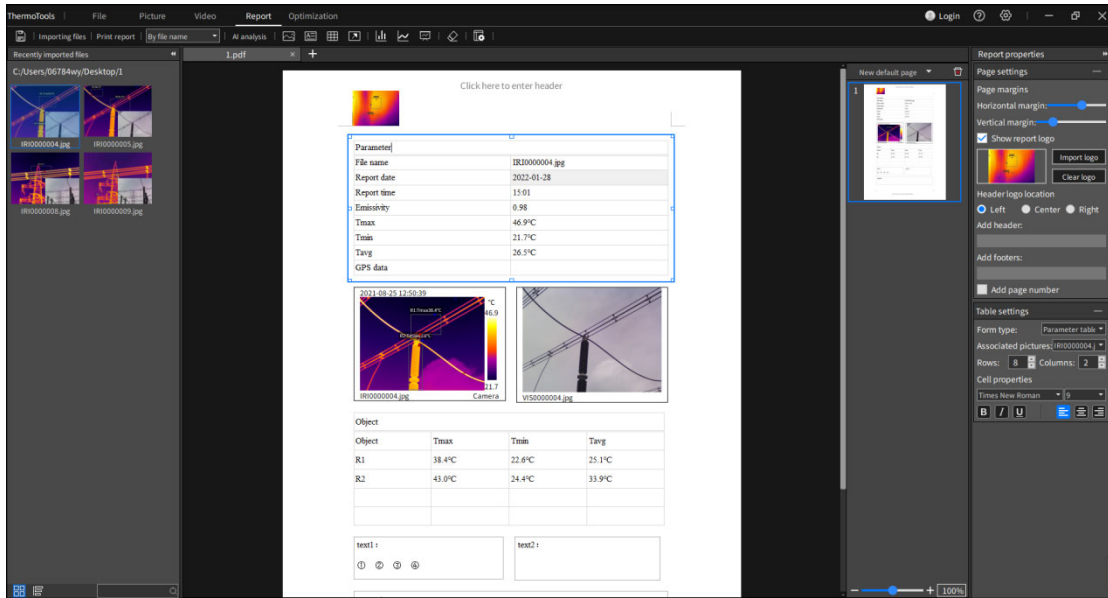 ThermoTools File Picture Video Report Optimization Login
Importing files Print report By file name AI analysis
Recently imported files
1.pdf
C:/Users/06784wy/Desktop/1
IRI0000004.jpg IRI0000005.jpg
IRI0000008.jpg IRI0000009.jpg
Click here to enter header
Parameter
File name IRI0000004.jpg
Report date 2022-01-28
Report time 15:01
Emissivity 0.98
Tmax 46.9°C
Tmin 21.7°C
Tavg 26.5°C
GPS data
2021-08-25 12:50:39
°C
46.9
21.7
IRI0000004.jpg Camera
VIS0000004.jpg
Object
Object Tmax Tmin Tavg
R1 38.4°C 22.6°C 25.1°C
R2 43.0°C 24.4°C 33.9°C
text1:
① ② ③ ④
text2:
New default page
1
100%
Report properties
Page settings
Page margins
Horizontal margin:
Vertical margin:
Show report logo
Import logo
Clear logo
Header logo location
Left Center Right
Add header:
Add footers:
Add page number
Table settings
Form type: Parameter table
Associated pictures: IRI0000004.j
Rows: 8 Columns: 2
Cell properties
Times New Roman 9
B I U